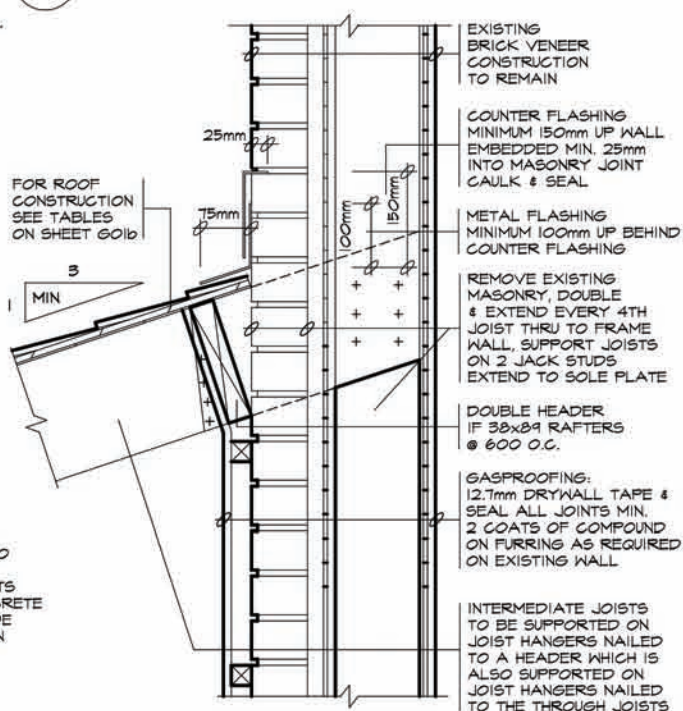 EXISTING
BRICK VENEER
CONSTRUCTION
TO REMAIN
COUNTER FLASHING
MINIMUM 150mm UP WALL
EMBEDDED MIN. 25mm
INTO MASONRY JOINT
CAULK & SEAL
METAL FLASHING
MINIMUM 100mm UP BEHIND
COUNTER FLASHING
REMOVE EXISTING
MASONRY, DOUBLE
& EXTEND EVERY 4TH
JOIST THRU TO FRAME
WALL, SUPPORT JOISTS
ON 2 JACK STUDS
EXTEND TO SOLE PLATE
DOUBLE HEADER
IF 38x89 RAFTERS
@ 600 O.C.
GASPROOFING:
12.7mm DRYWALL TAPE &
SEAL ALL JOINTS MIN.
2 COATS OF COMPOUND
ON FURRING AS REQUIRED
ON EXISTING WALL
INTERMEDIATE JOISTS
TO BE SUPPORTED ON
JOIST HANGERS NAILED
TO A HEADER WHICH IS
ALSO SUPPORTED ON
JOIST HANGERS NAILED
TO THE THROUGH JOISTS
25mm
75mm
100mm
150mm
FOR ROOF
CONSTRUCTION
SEE TABLES
ON SHEET G01b
3
1
MIN